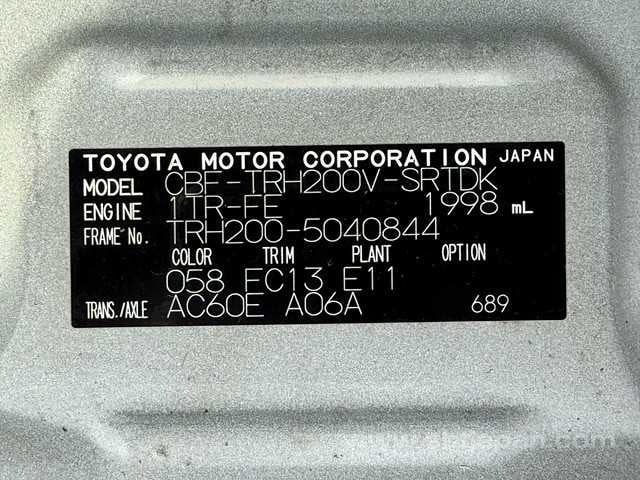 TOYOTA MOTOR CORPORATION JAPAN
MODEL CBF-TRH200V-SRTDK
ENGINE 1TR-FE 1998 mL
FRAME No. TRH200-5040844
COLOR TRIM PLANT OPTION
058 FC13 E11
TRANS./AXLE AC60E A06A 689